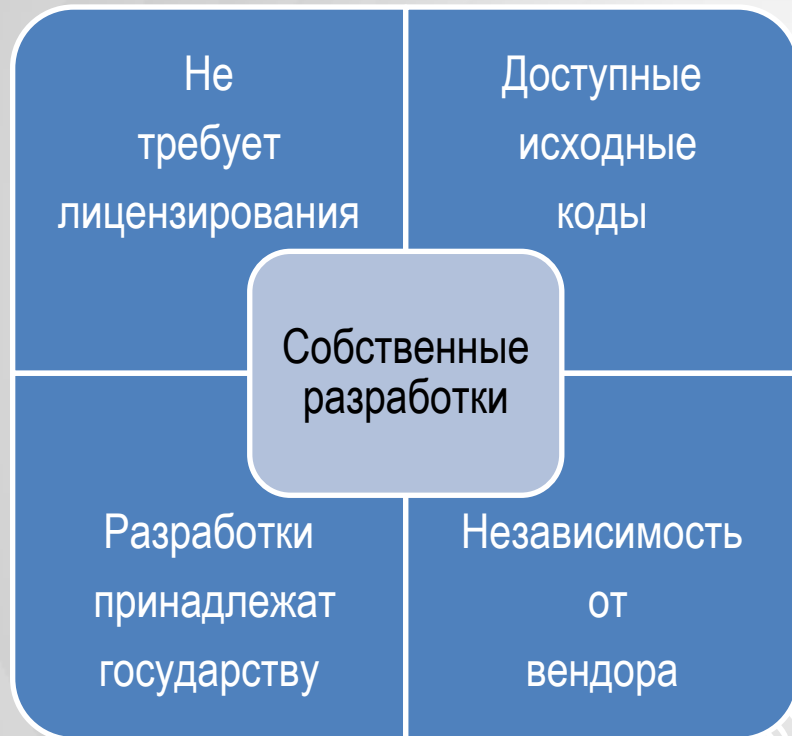 Не
требует
лицензирования
Доступные
исходные
коды
Собственные
разработки
Разработки
принадлежат
государству
Независимость
от
вендора